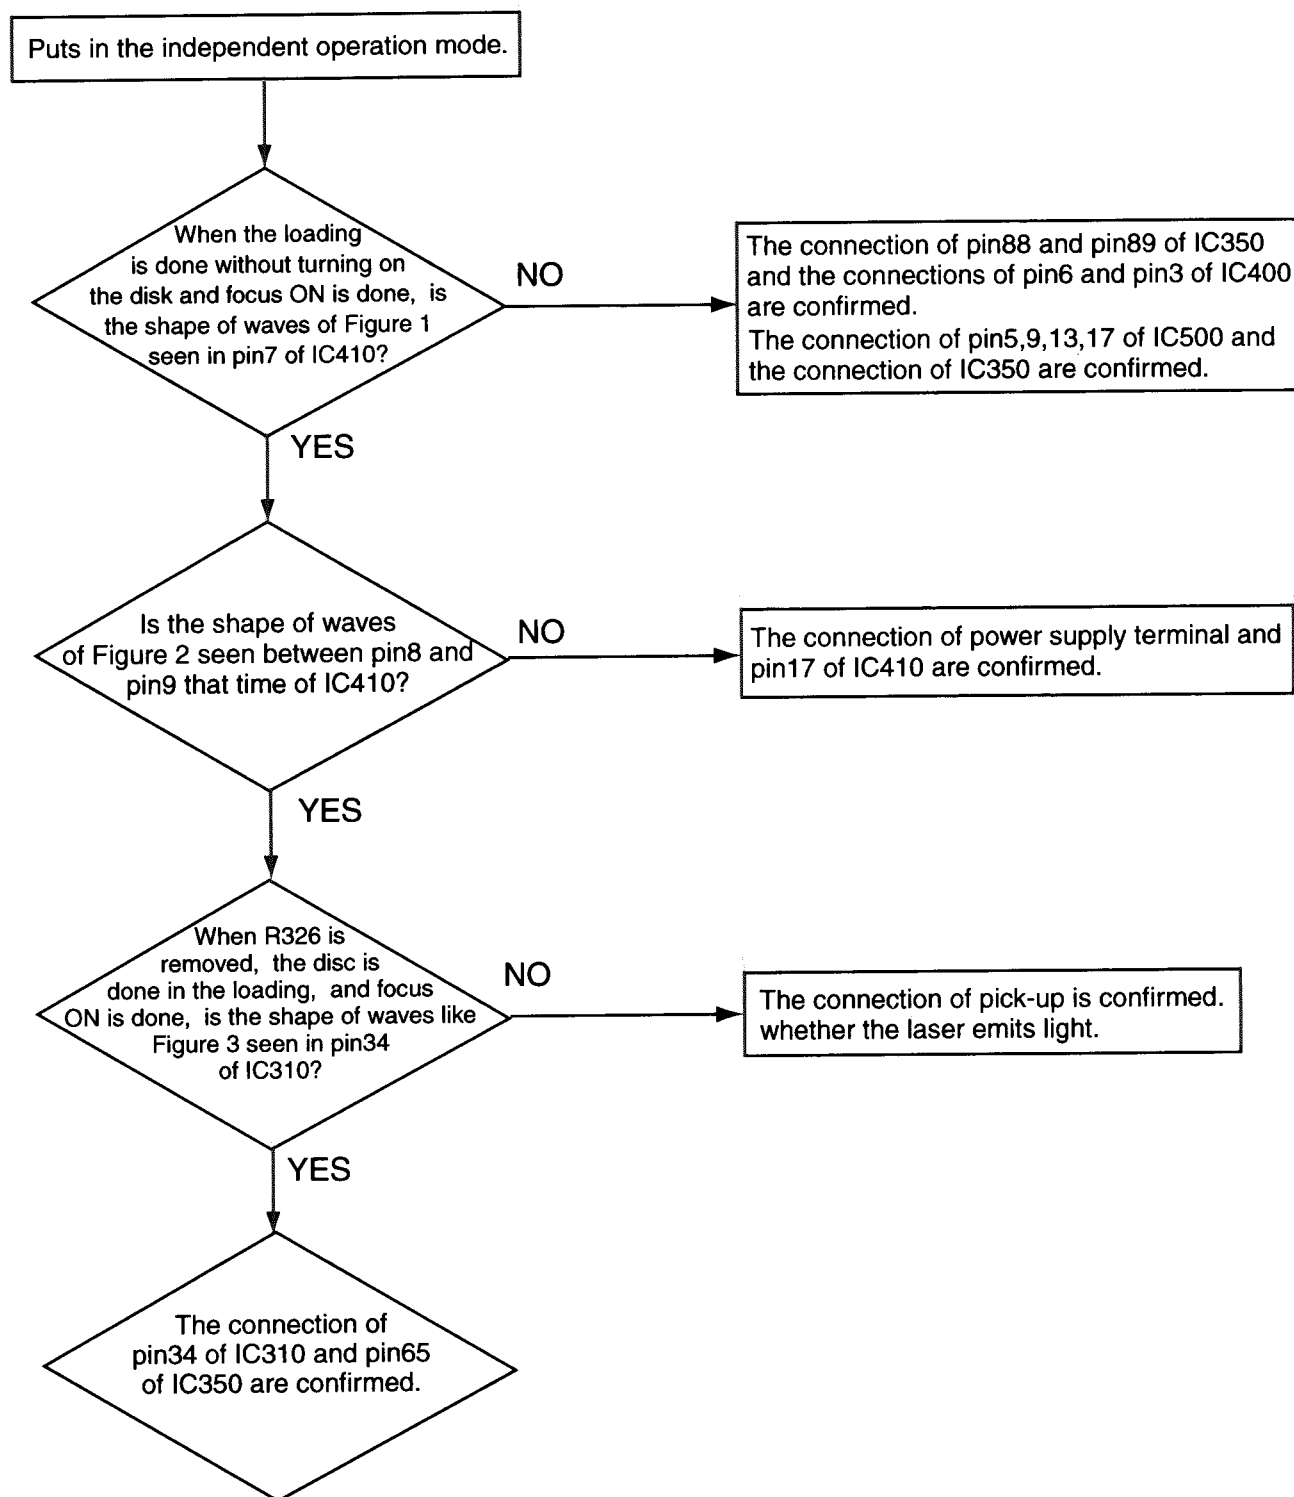 Puts in the independent operation mode.
When the loading
is done without turning on
the disk and focus ON is done, is
the shape of waves of Figure 1
seen in pin7 of IC410?
NO
The connection of pin88 and pin89 of IC350
and the connections of pin6 and pin3 of IC400
are confirmed.
The connection of pin5,9,13,17 of IC500 and
the connection of IC350 are confirmed.
YES
Is the shape of waves
of Figure 2 seen between pin8 and
pin9 that time of IC410?
NO
The connection of power supply terminal and
pin17 of IC410 are confirmed.
YES
When R326 is
removed, the disc is
done in the loading, and focus
ON is done, is the shape of waves like
Figure 3 seen in pin34
of IC310?
NO
The connection of pick-up is confirmed.
whether the laser emits light.
YES
The connection of
pin34 of IC310 and pin65
of IC350 are confirmed.